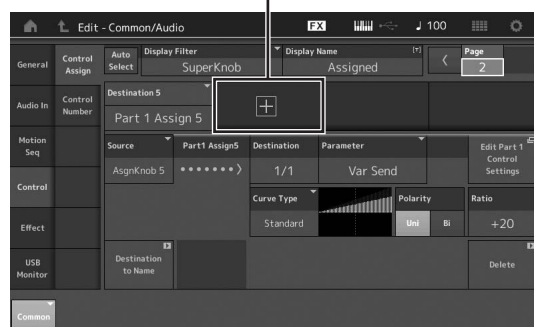 Edit - Common/Audio
FX
100
General
Control Assign
Auto Select
Display Filter
SuperKnob
Display Name
[T]
Assigned
Page
2
Audio In
Control Number
Destination 5
Part 1 Assign 5
Motion Seq
Source
Part1 Assign5
Destination
Parameter
Edit Part 1 Control Settings
AsgnKnob 5
1/1
Var Send
Control
Curve Type
Polarity
Ratio
Standard
Uni
Bi
+20
Effect
USB Monitor
Destination to Name
Delete
Common